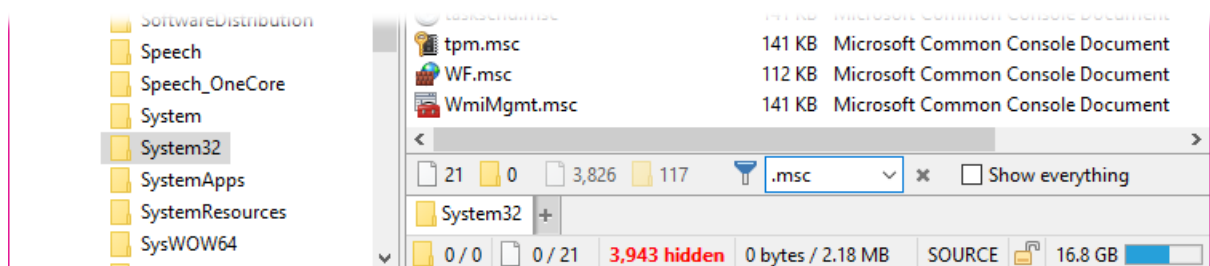 SoftwareDistribution
Speech
Speech_OneCore
System
System32
SystemApps
SystemResources
SysWOW64
tpm.msc 141 KB Microsoft Common Console Document
WF.msc 112 KB Microsoft Common Console Document
WmiMgmt.msc 141 KB Microsoft Common Console Document
21 0 3,826 117 .msc Show everything
System32 +
0 / 0 0 / 21 3,943 hidden 0 bytes / 2.18 MB SOURCE 16.8 GB